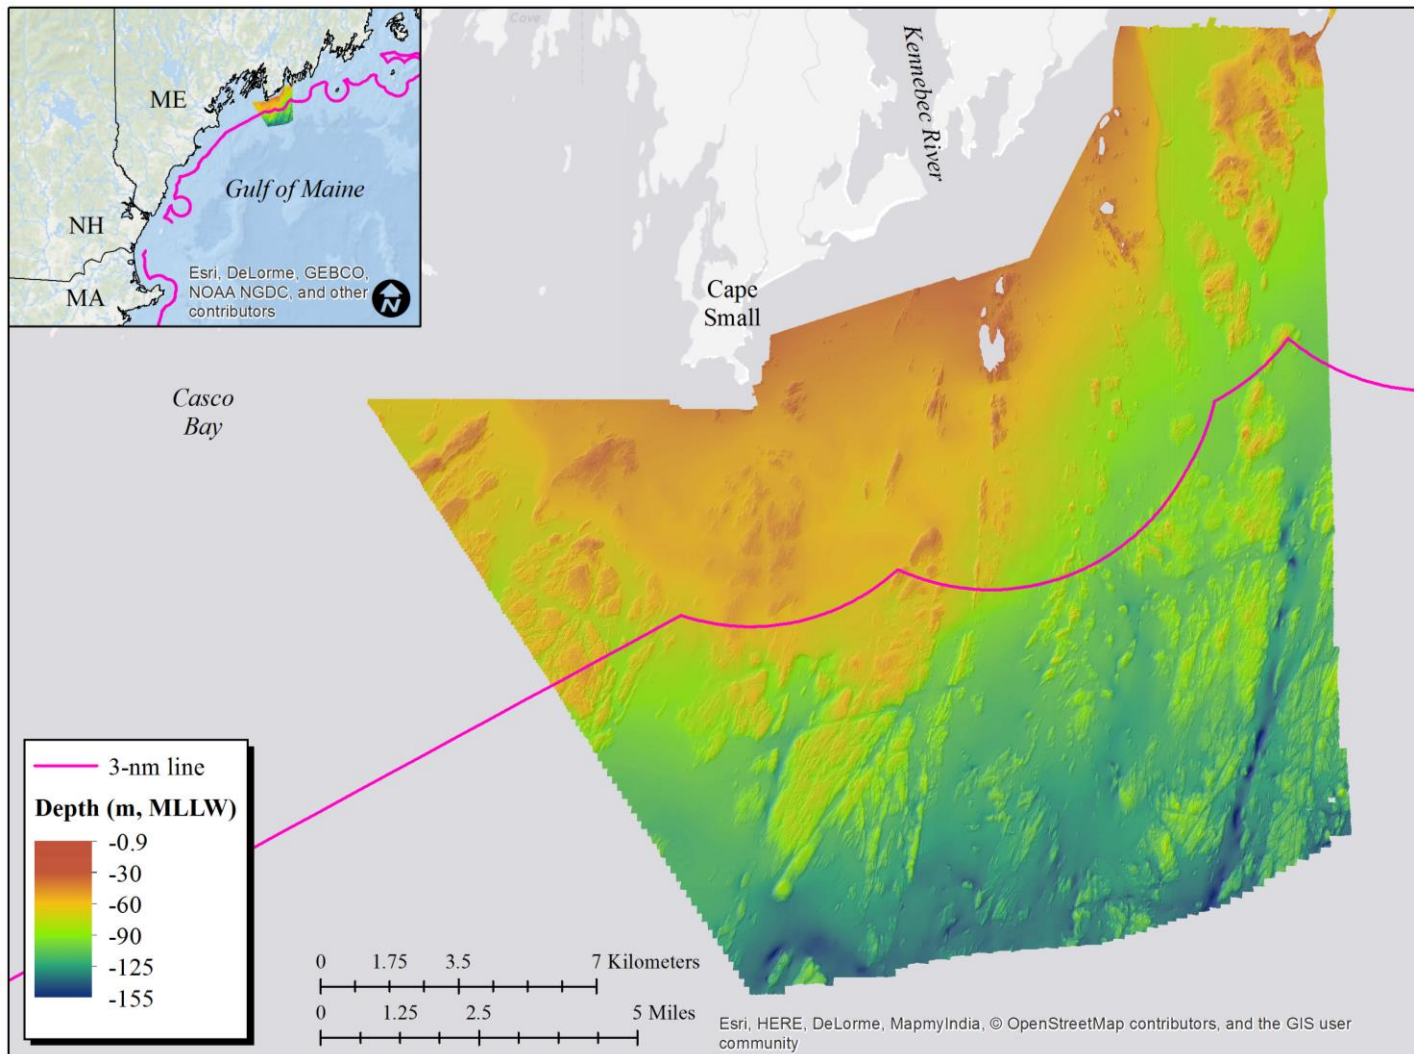 Cove
Kennebec River
ME
Gulf of Maine
NH
MA
Esri, DeLorme, GEBCO,
NOAA NGDC, and other
contributors
N
Cape
Small
Casco
Bay
3-nm line
Depth (m, MLLW)
-0.9
-30
-60
-90
-125
-155
0 1.75 3.5 7 Kilometers
0 1.25 2.5 5 Miles
Esri, HERE, DeLorme, MapmyIndia, © OpenStreetMap contributors, and the GIS user
community